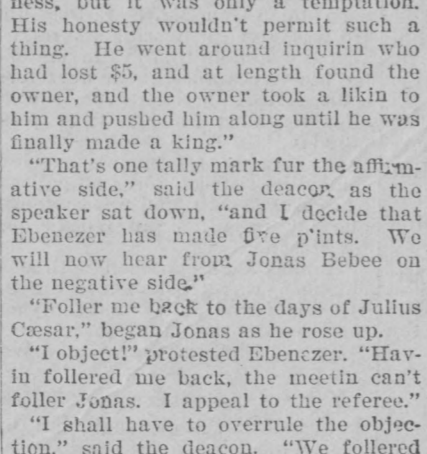 ness, but it was only a temptation.
His honesty wouldn't permit such a
thing. He went around inquirin who
had lost $5, and at length found the
owner, and the owner took a likin to
him and pushed him along until he was
finally made a king."
"That's one tally mark fur the affirm-
ative side," said the deacon, as the
speaker sat down, "and I decide that
Ebenezer has made five p'ints. We
will now hear from Jonas Bebee on
the negative side."
"Foller me back to the days of Julius
Cæsar," began Jonas as he rose up.
"I object!" protested Ebenezer. "Hav-
in follered me back, the meetin can't
foller Jonas. I appeal to the referee."
"I shall have to overrule the objec-
tion," said the deacon. "We follered